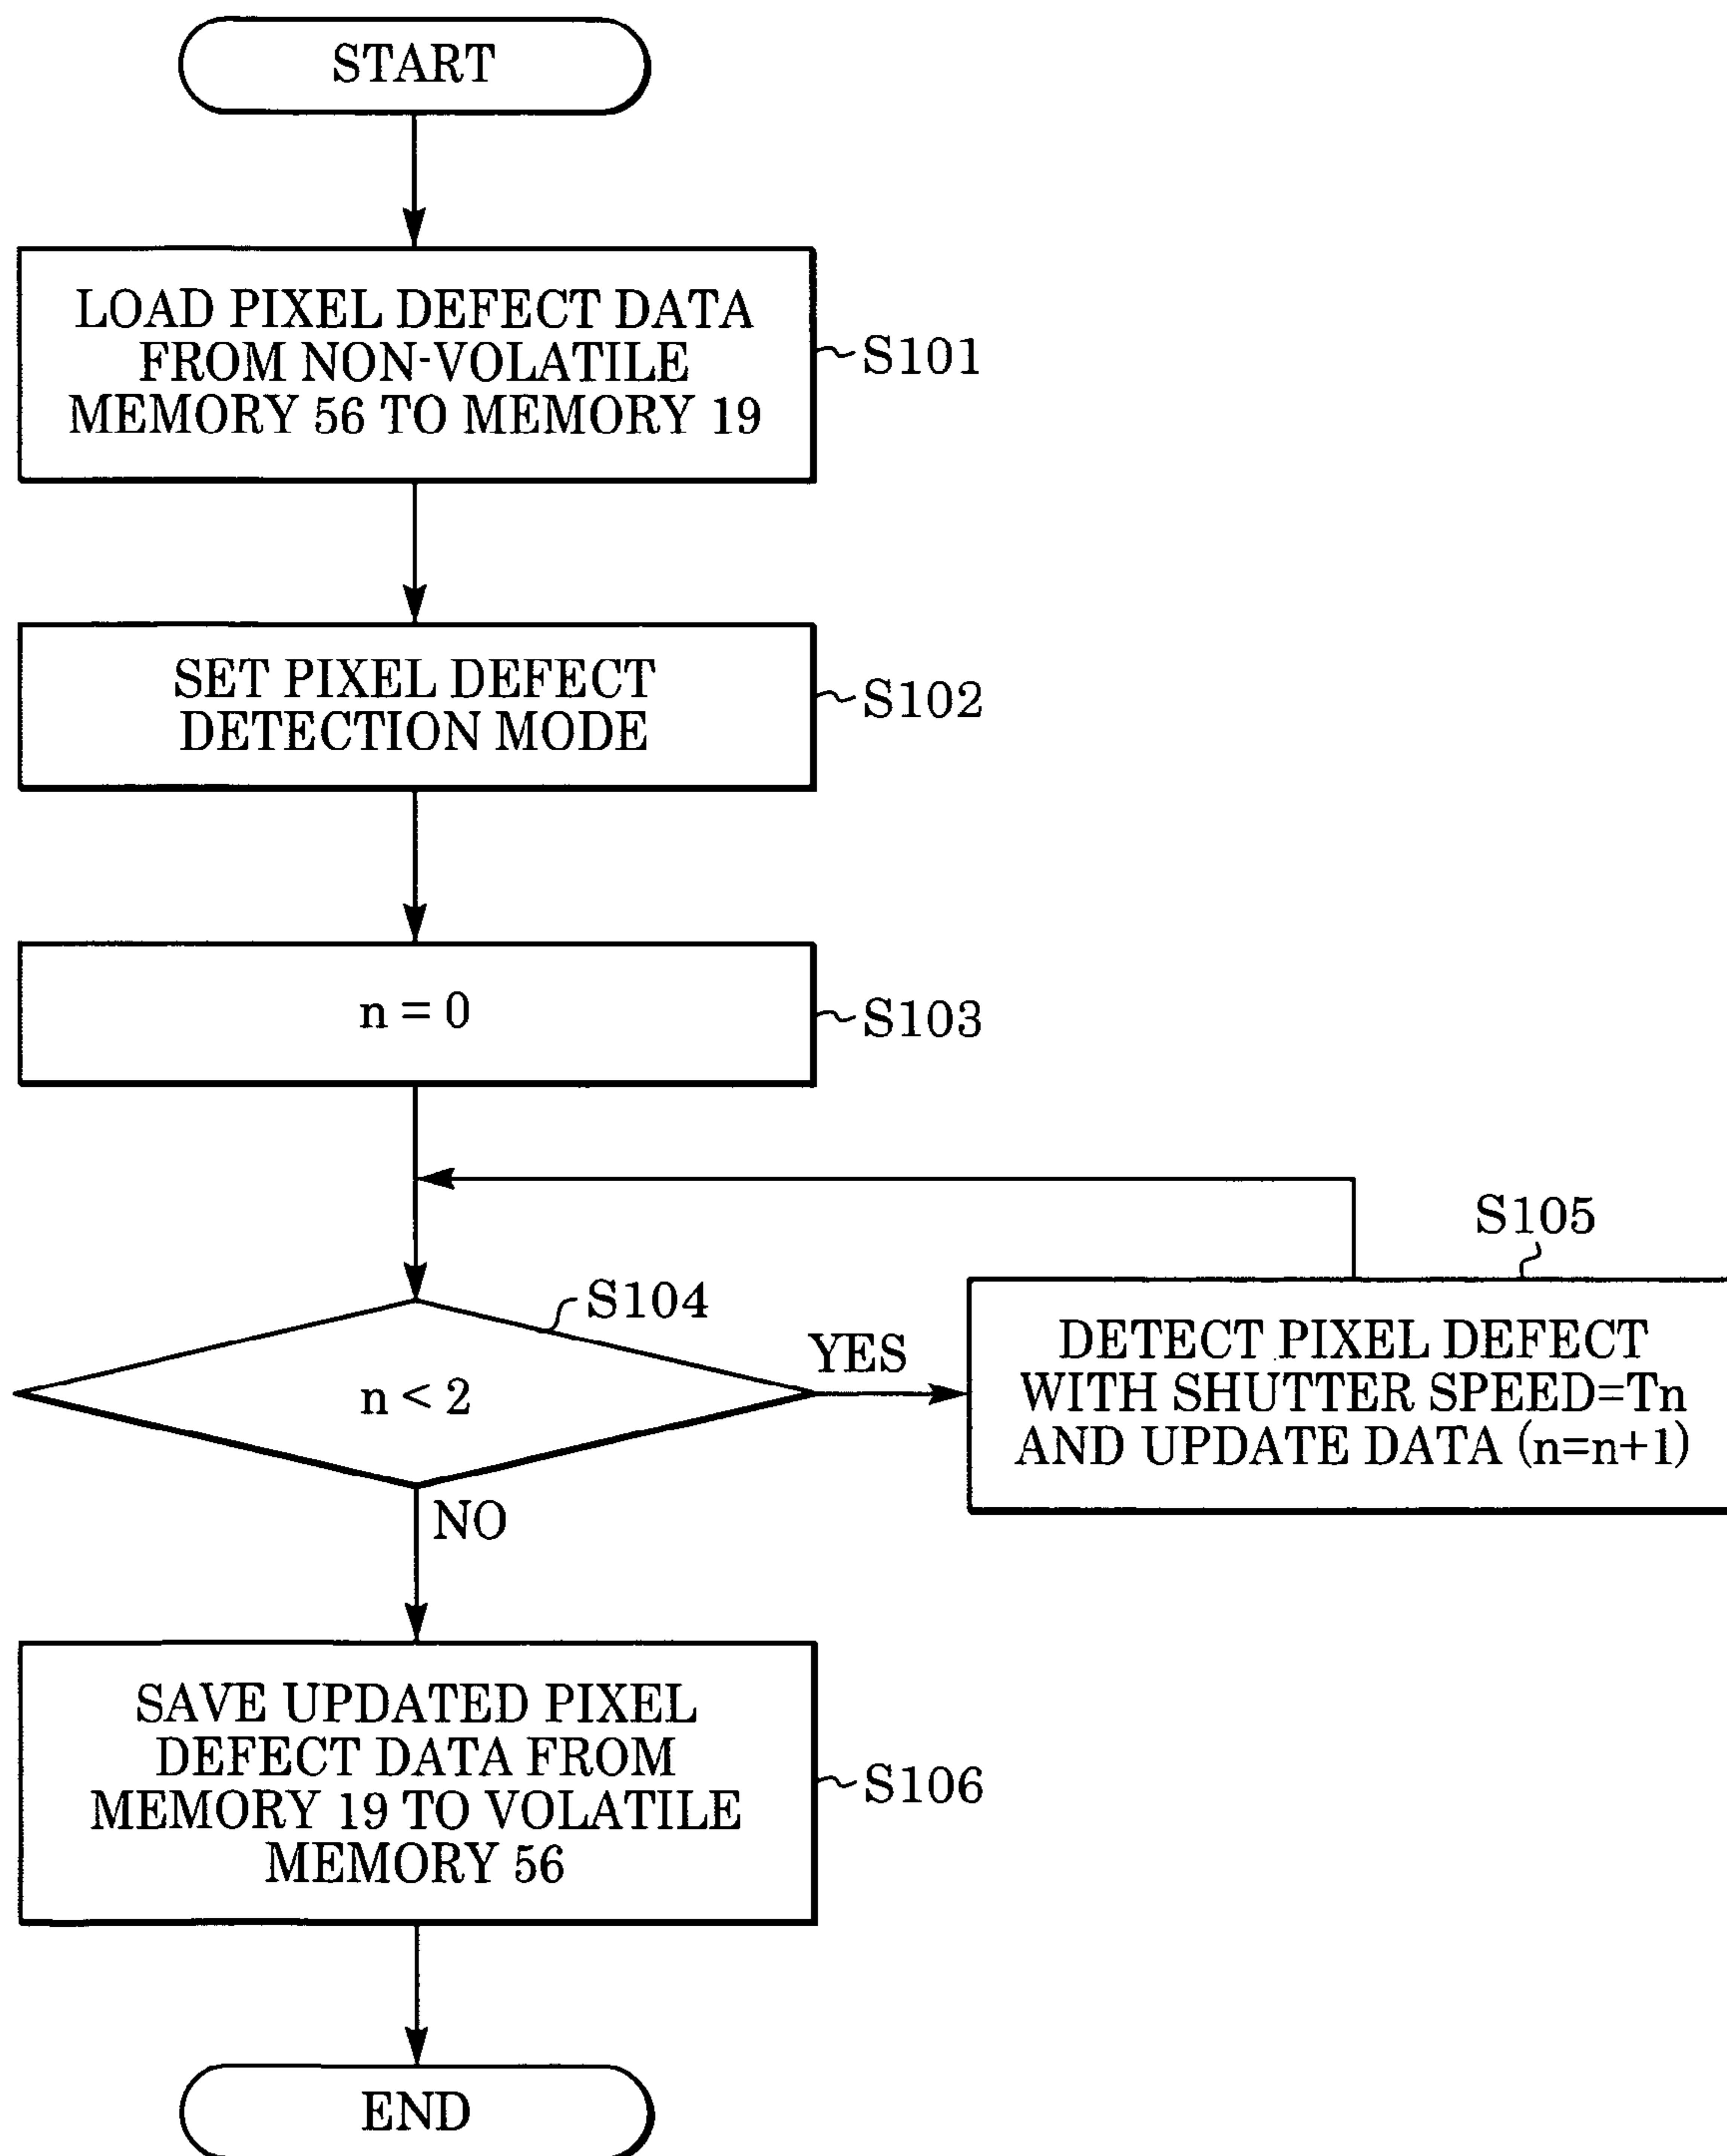 START
LOAD PIXEL DEFECT DATA
FROM NON-VOLATILE
MEMORY 56 TO MEMORY 19
S101
SET PIXEL DEFECT
DETECTION MODE
S102
n = 0
S103
S104
n < 2
YES
S105
DETECT PIXEL DEFECT
WITH SHUTTER SPEED=Tn
AND UPDATE DATA (n=n+1)
NO
SAVE UPDATED PIXEL
DEFECT DATA FROM
MEMORY 19 TO VOLATILE
MEMORY 56
S106
END